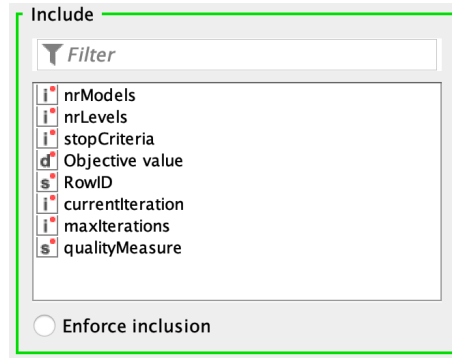 Include
Filter
i nrModels
i nrLevels
i stopCriteria
d Objective value
s RowID
i currentIteration
i maxIterations
s qualityMeasure
Enforce inclusion